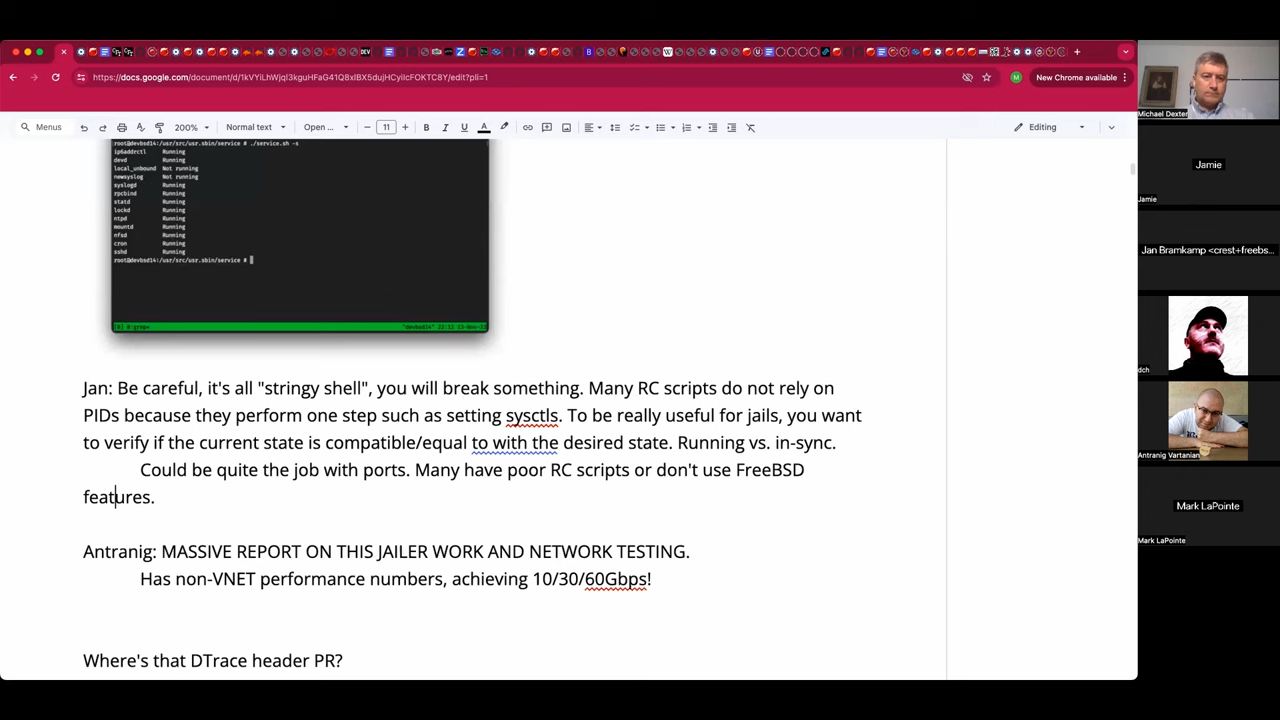 https://docs.google.com/document/d/1kVYiLhWjqI3kguHFaG41Q8xIBX5dujHCyilcFOKTC8Y/edit?pli=1
New Chrome available
Menus
200%
Normal text
Open ...
11
Editing
root@devbsd14:/usr/src/usr.sbin/service # ./service.sh -s
ip6addrctl Running
devd Running
local_unbound Not running
newsyslog Not running
syslogd Running
rpcbind Running
statd Running
lockd Running
ntpd Running
mountd Running
nfsd Running
cron Running
sshd Running
root@devbsd14:/usr/src/usr.sbin/service #
Jan: Be careful, it's all "stringy shell", you will break something. Many RC scripts do not rely on
PIDs because they perform one step such as setting sysctls. To be really useful for jails, you want
to verify if the current state is compatible/equal to with the desired state. Running vs. in-sync.
Could be quite the job with ports. Many have poor RC scripts or don't use FreeBSD
features.
Antranig: MASSIVE REPORT ON THIS JAILER WORK AND NETWORK TESTING.
Has non-VNET performance numbers, achieving 10/30/60Gbps!
Where's that DTrace header PR?
Michael Dexter
Jamie
Jamie
Jan Bramkamp <crest+freebs...
dch
Antranig Vartanian
Mark LaPointe
Mark LaPointe